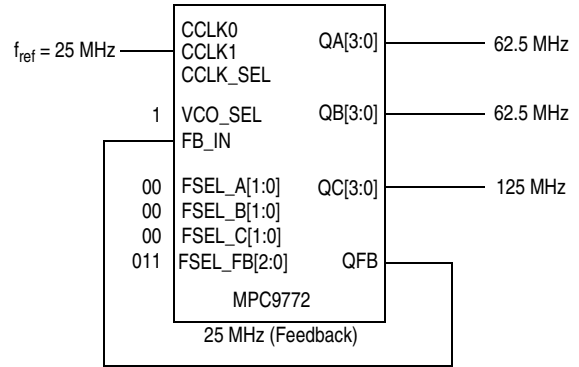 CCLK0
QA[3:0]
62.5 MHz
f_ref = 25 MHz
CCLK1
CCLK_SEL
1
VCO_SEL
QB[3:0]
62.5 MHz
FB_IN
00
FSEL_A[1:0]
QC[3:0]
125 MHz
00
FSEL_B[1:0]
00
FSEL_C[1:0]
011
FSEL_FB[2:0]
QFB
MPC9772
25 MHz (Feedback)